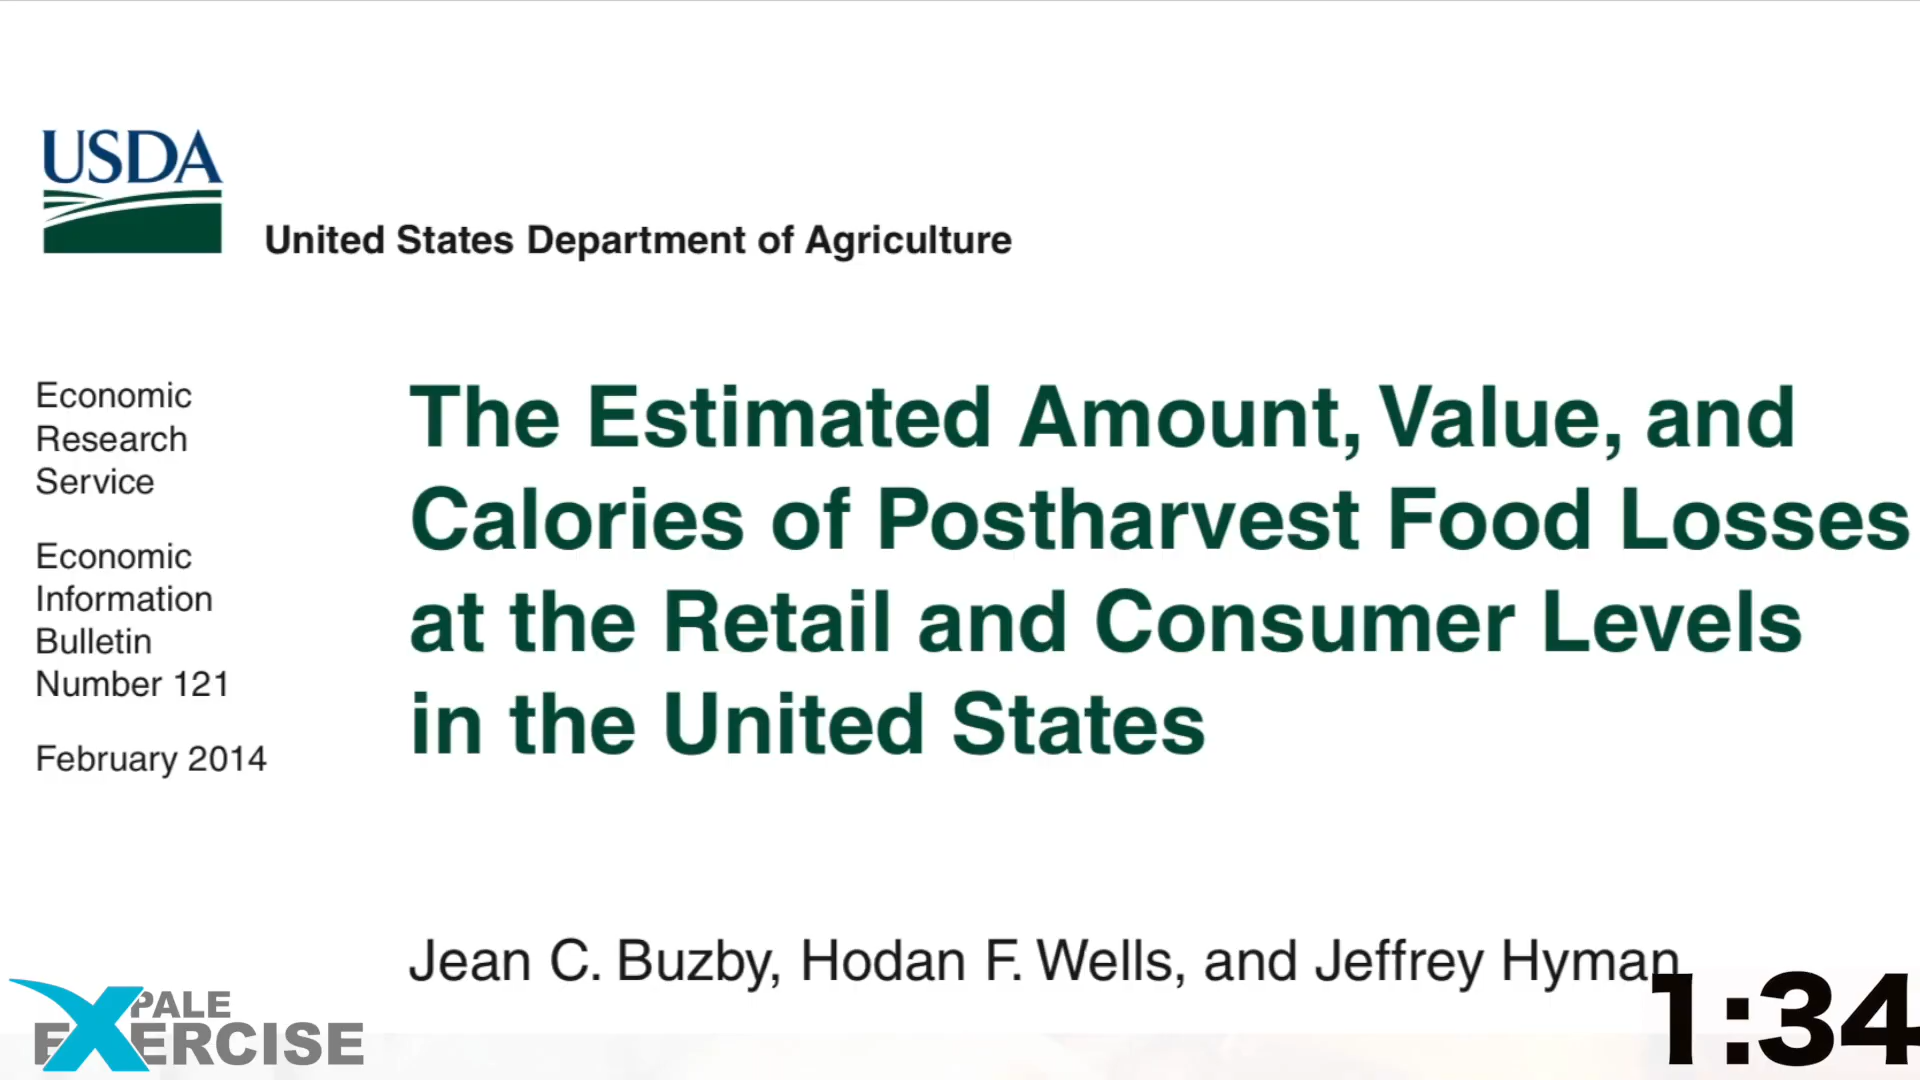 USDA
United States Department of Agriculture
Economic
Research
Service
Economic
Information
Bulletin
Number 121
February 2014
The Estimated Amount, Value, and
Calories of Postharvest Food Losses
at the Retail and Consumer Levels
in the United States
Jean C. Buzby, Hodan F. Wells, and Jeffrey Hyman
PALE
EXERCISE
1:34